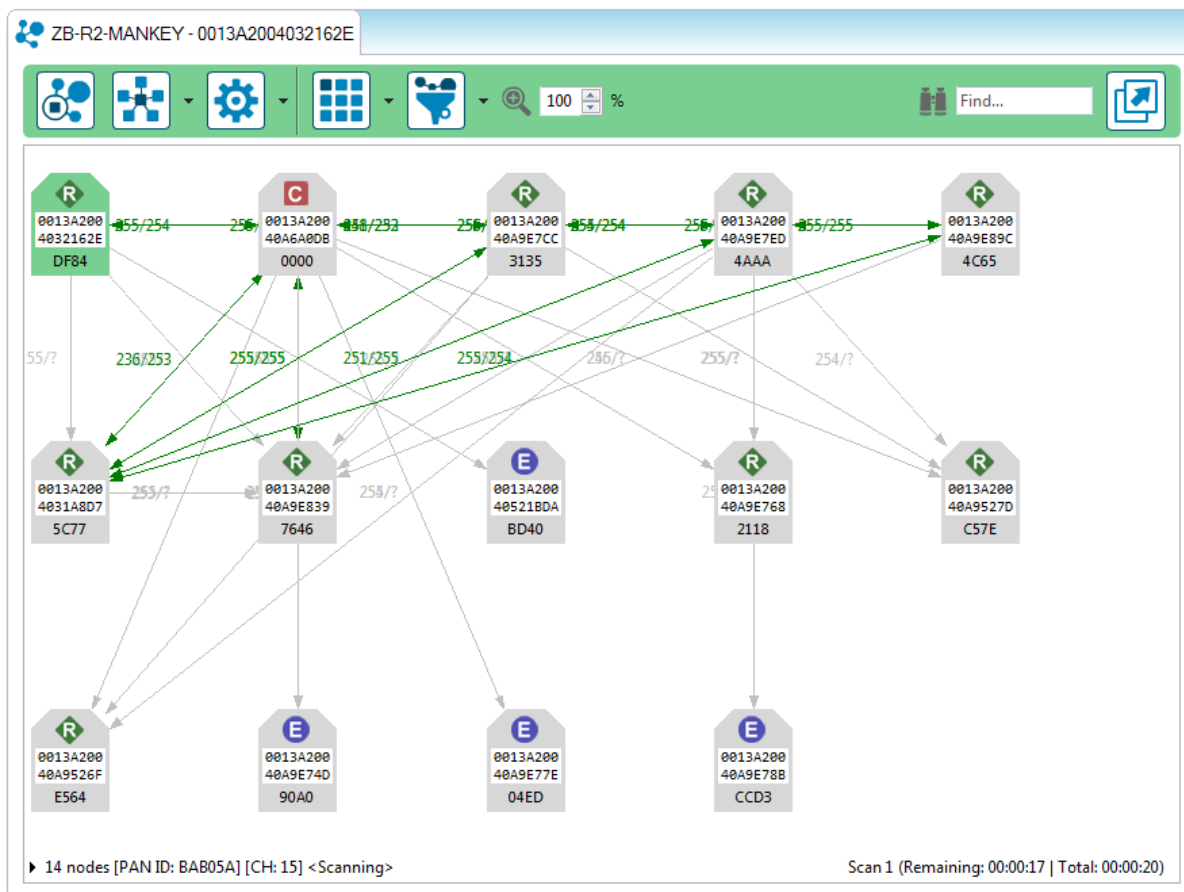 ZB-R2-MANKEY - 0013A2004032162E
100 %
Find...
R
0013A200
4032162E
DF84
C
0013A200
40A6A0DB
0000
R
0013A200
40A9E7CC
3135
R
0013A200
40A9E7ED
4AAA
R
0013A200
40A9E89C
4C65
255/254
255/255
55/?
236/253
255/255
251/255
255/254
255/?
254/?
R
0013A200
4031A8D7
5C77
R
0013A200
40A9E839
7646
E
0013A200
40521BDA
BD40
R
0013A200
40A9E768
2118
R
0013A200
40A9527D
C57E
R
0013A200
40A9526F
E564
E
0013A200
40A9E74D
90A0
E
0013A200
40A9E77E
04ED
E
0013A200
40A9E78B
CCD3
14 nodes [PAN ID: BAB05A] [CH: 15] <Scanning>
Scan 1 (Remaining: 00:00:17 | Total: 00:00:20)